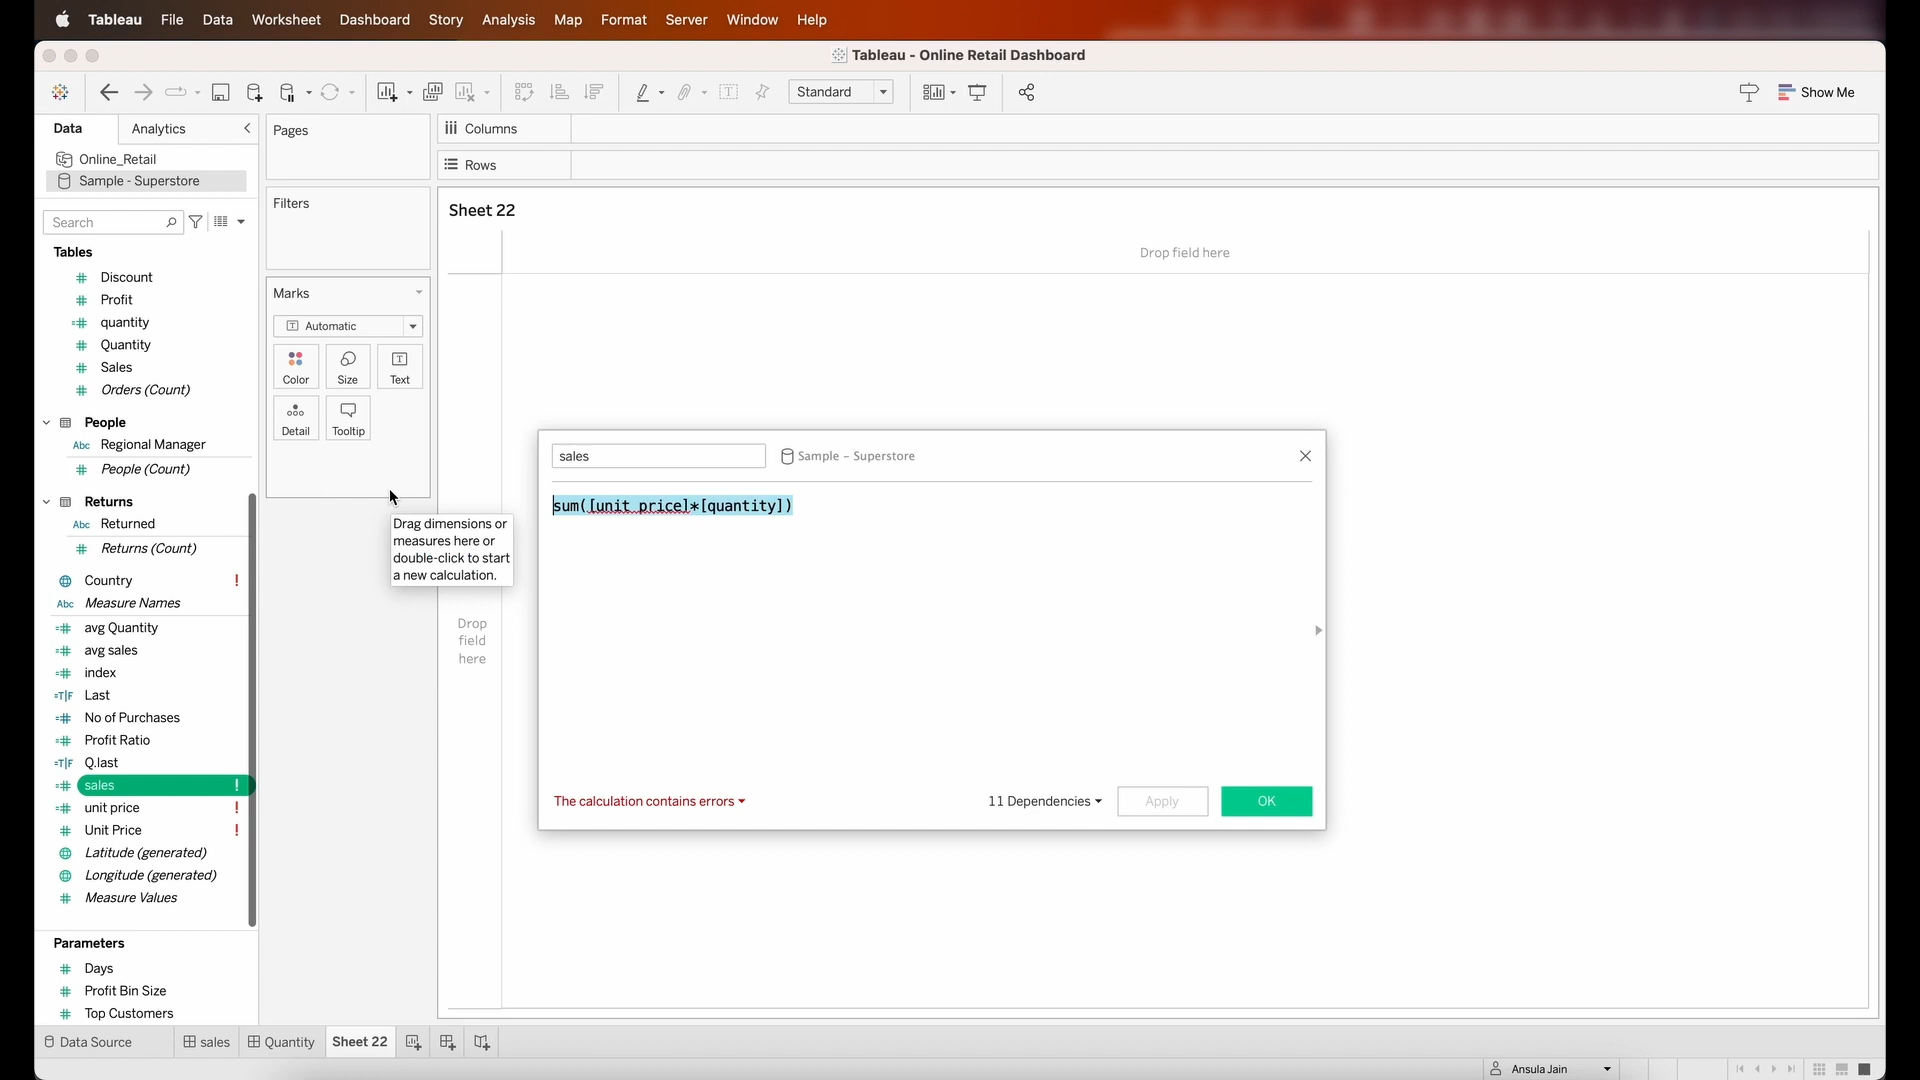 Tableau File Data Worksheet Dashboard Story Analysis Map Format Server Window Help
Tableau - Online Retail Dashboard
Standard
Show Me
Data Analytics
Online_Retail
Sample - Superstore
Search
Tables
Discount
Profit
quantity
Quantity
Sales
Orders (Count)
People
Abc Regional Manager
People (Count)
Returns
Abc Returned
Returns (Count)
Country !
Abc Measure Names
avg Quantity
avg sales
index
=T|F Last
No of Purchases
Profit Ratio
=T|F Q.last
sales !
unit price !
Unit Price !
Latitude (generated)
Longitude (generated)
Measure Values
Parameters
Days
Profit Bin Size
Top Customers
Pages
Filters
Marks
Automatic
Color Size Text
Detail Tooltip
Drag dimensions or
measures here or
double-click to start
a new calculation.
Columns
Rows
Sheet 22
Drop field here
Drop
field
here
sales Sample - Superstore
sum([unit price]*[quantity])
The calculation contains errors 11 Dependencies Apply OK
Data Source sales Quantity Sheet 22
Ansula Jain